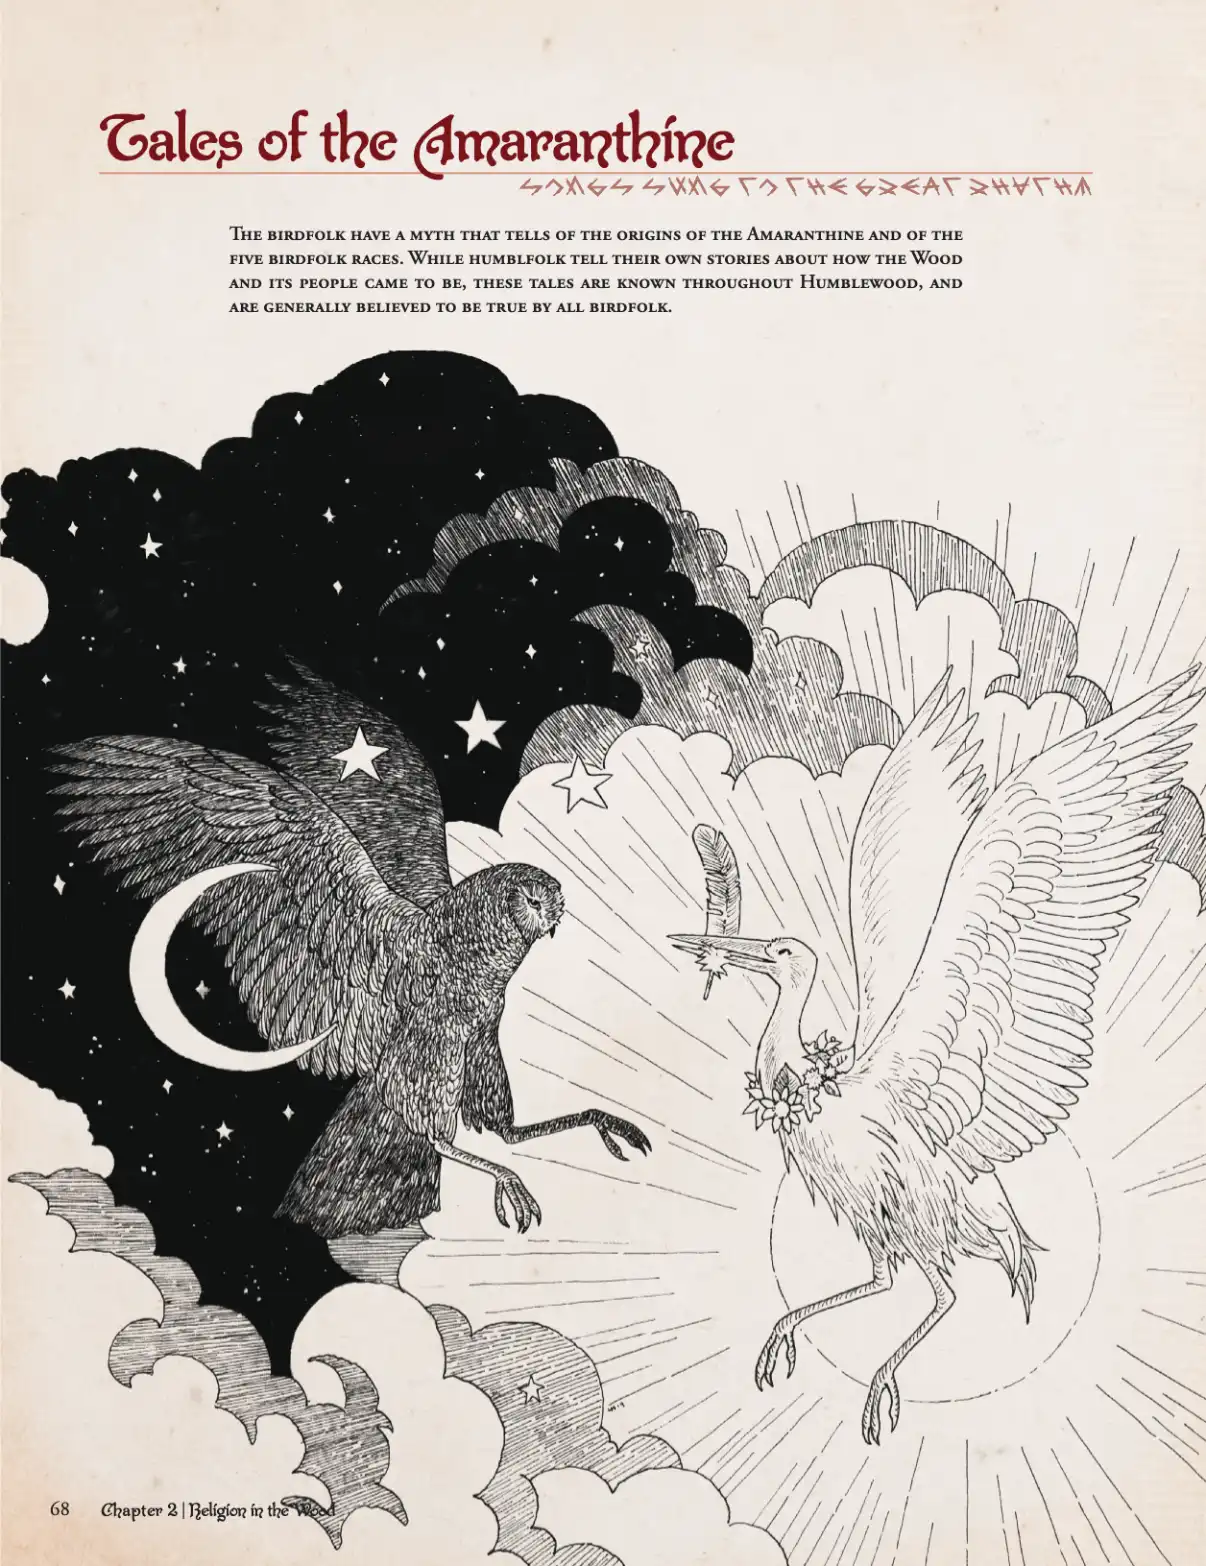 Tales of the Amaranthine
The birdfolk have a myth that tells of the origins of the Amaranthine and of the
five birdfolk races. While humblfolk tell their own stories about how the Wood
and its people came to be, these tales are known throughout Humblewood, and
are generally believed to be true by all birdfolk.
68 Chapter 2 | Religion in the Wood